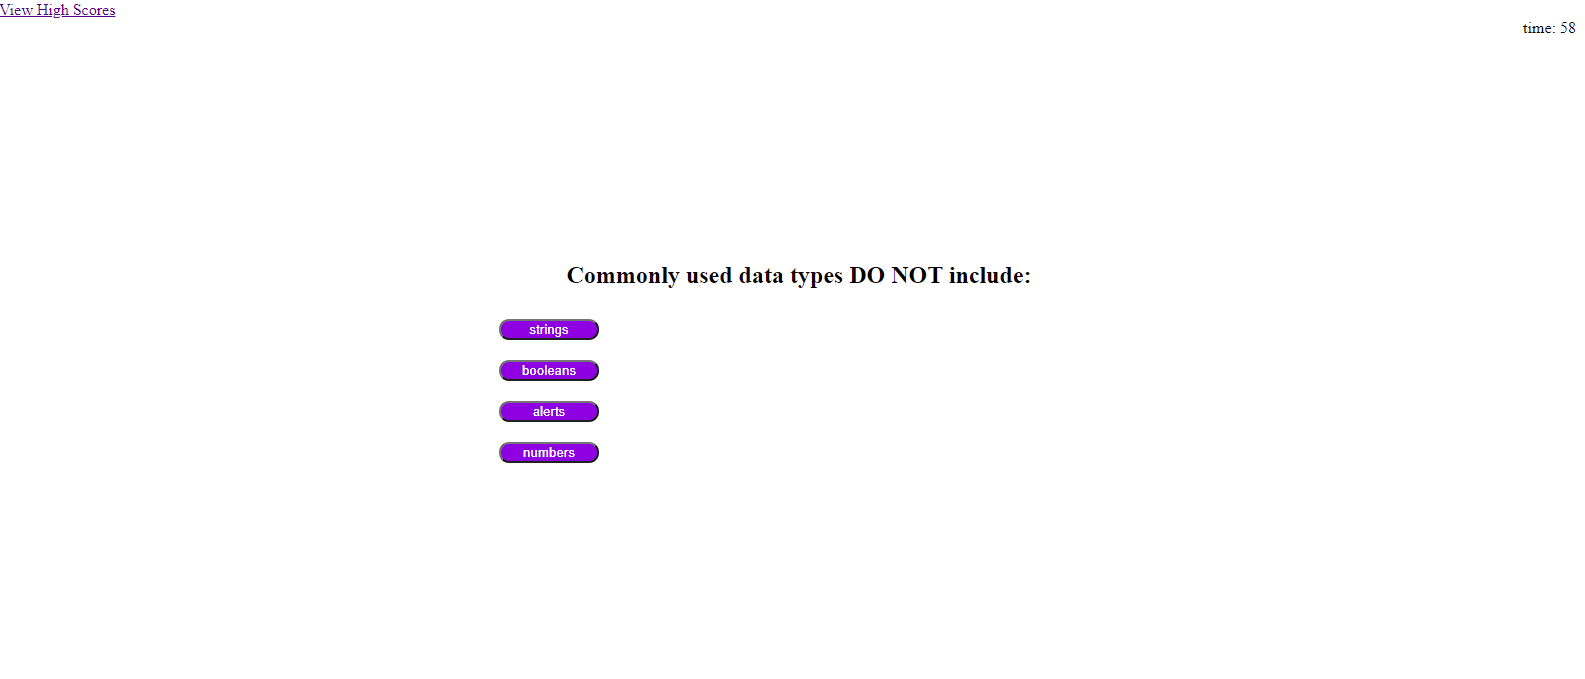 View High Scores
time: 58
Commonly used data types DO NOT include:
strings
booleans
alerts
numbers